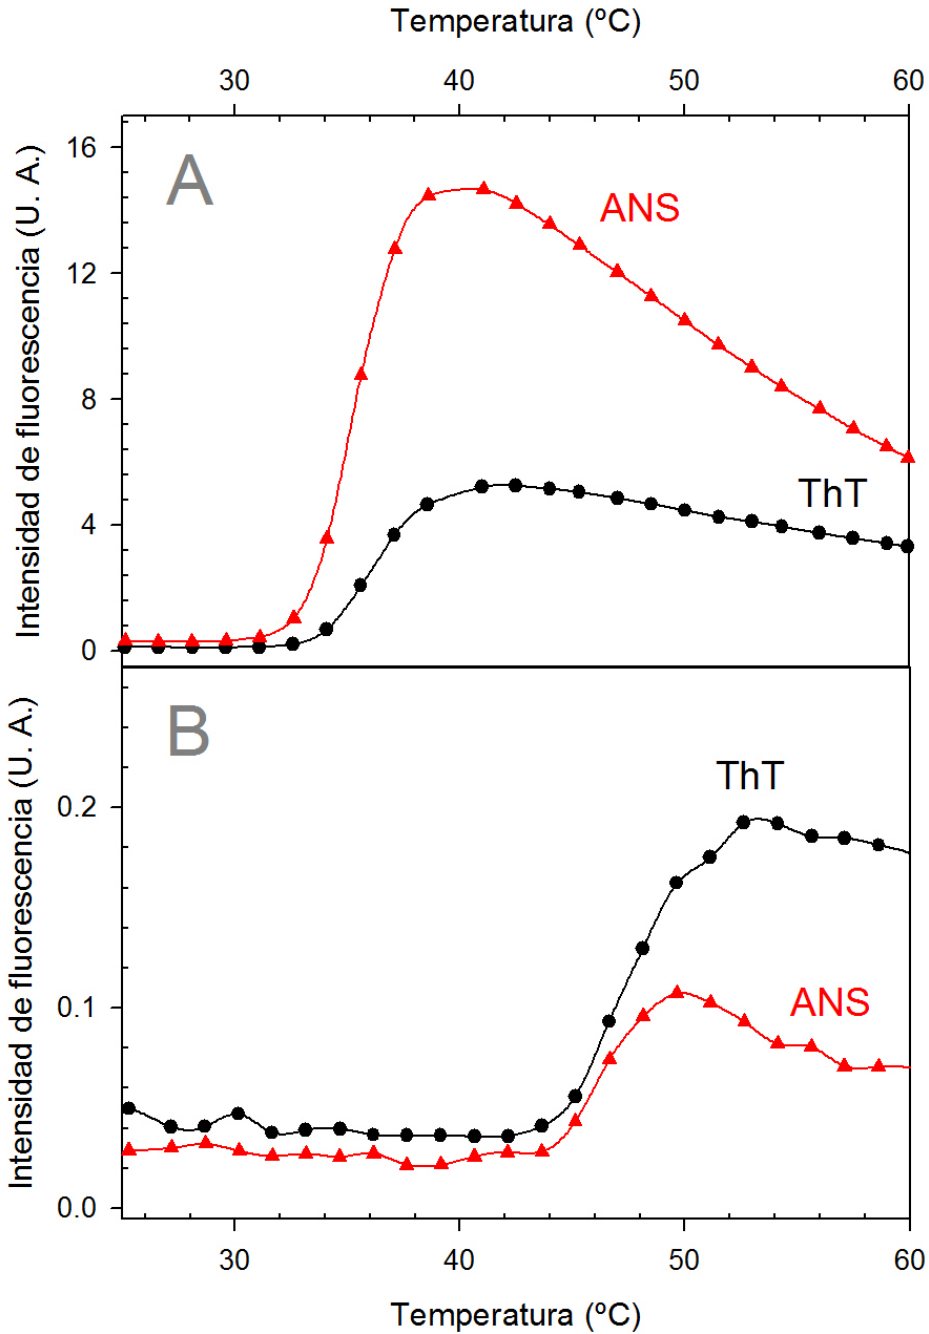 Temperatura (ºC)
30 40 50 60
16
A
ANS
12
8
ThT
4
0
Intensidad de fluorescencia (U. A.)
B
ThT
0.2
ANS
0.1
0.0
Intensidad de fluorescencia (U. A.)
30 40 50 60
Temperatura (ºC)